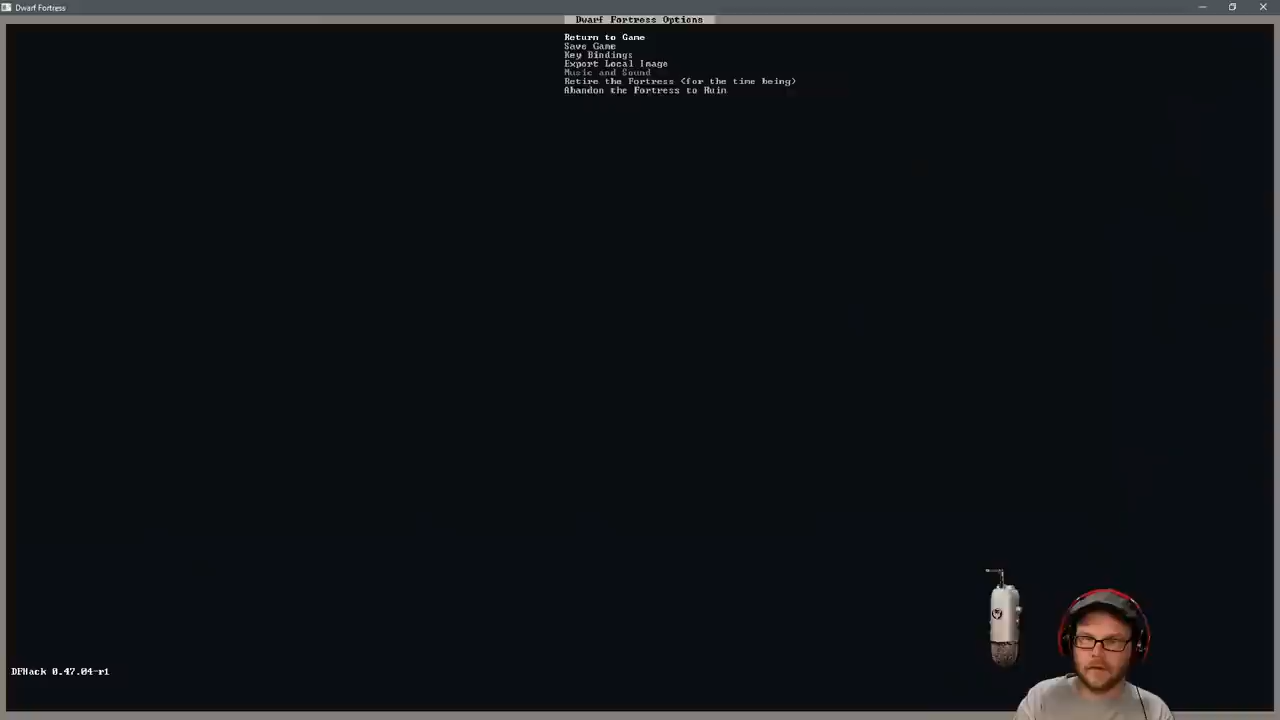 Dwarf Fortress
Dwarf Fortress Options
Return to Game
Save Game
Key Bindings
Export Local Image
Music and Sound
Retire the Fortress (for the time being)
Abandon the Fortress to Ruin
DFHack 0.47.04-r1